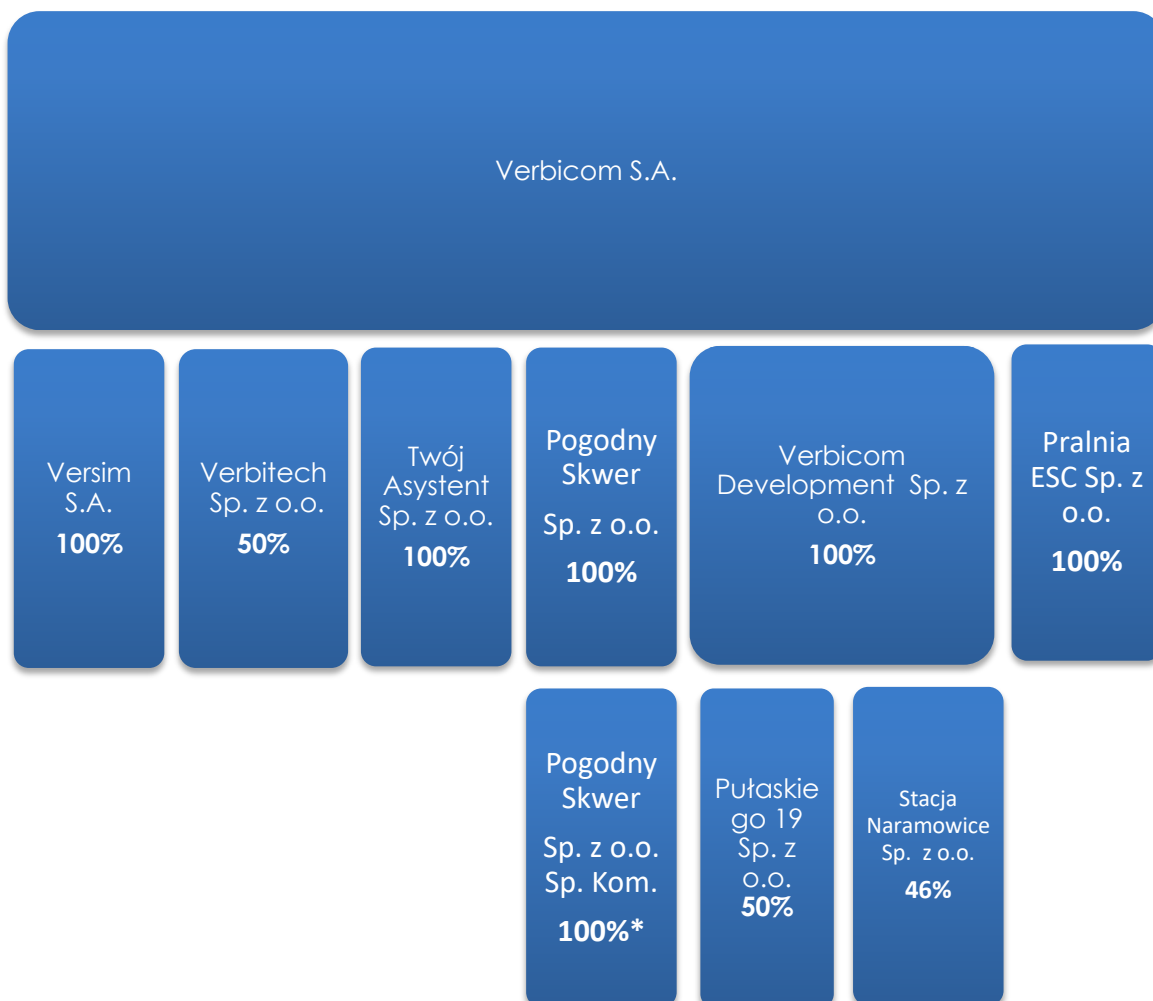 Verbicom S.A.
Versim
S.A.
100%
Verbitech
Sp. z o.o.
50%
Twój
Asystent
Sp. z o.o.
100%
Pogodny
Skwer
Sp. z o.o.
100%
Verbicom
Development Sp. z
o.o.
100%
Pralnia
ESC Sp. z
o.o.
100%
Pogodny
Skwer
Sp. z o.o.
Sp. Kom.
100%*
Pułaskie
go 19
Sp. z
o.o.
50%
Stacja
Naramowice
Sp. z o.o.
46%